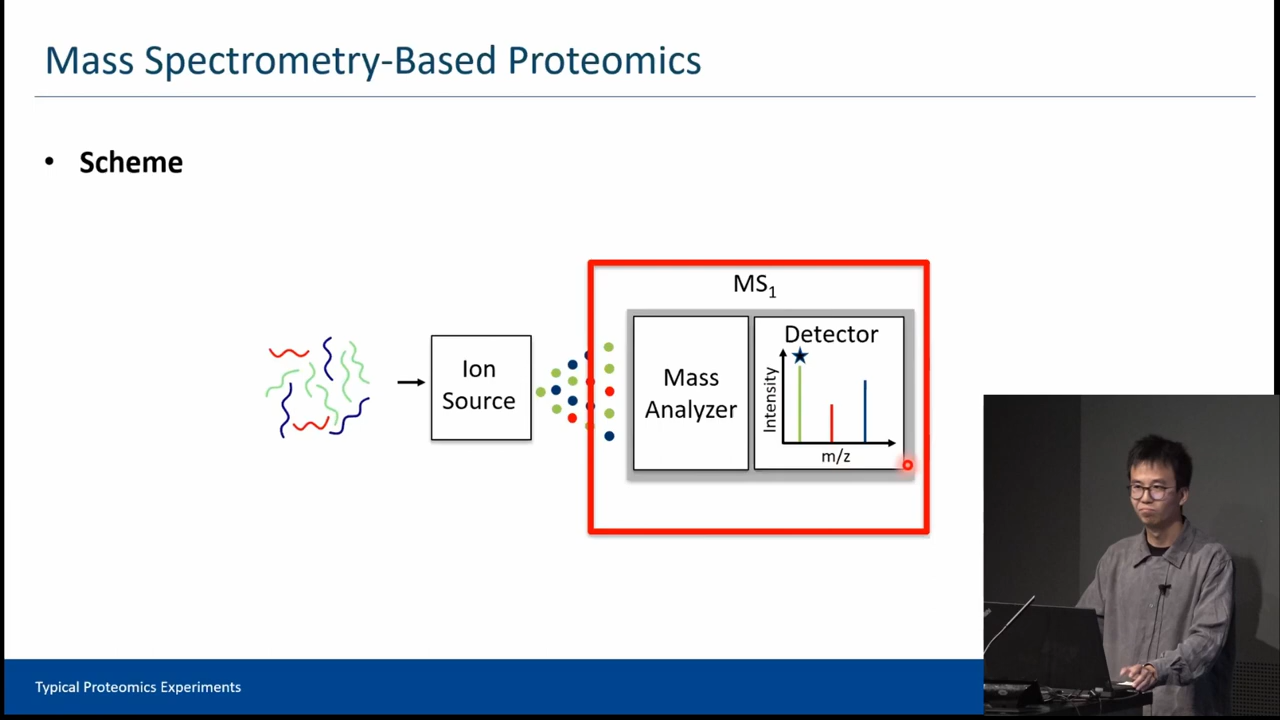 Mass Spectrometry-Based Proteomics
• Scheme
MS₁
Ion
Source
Mass
Analyzer
Detector
Intensity
m/z
Typical Proteomics Experiments